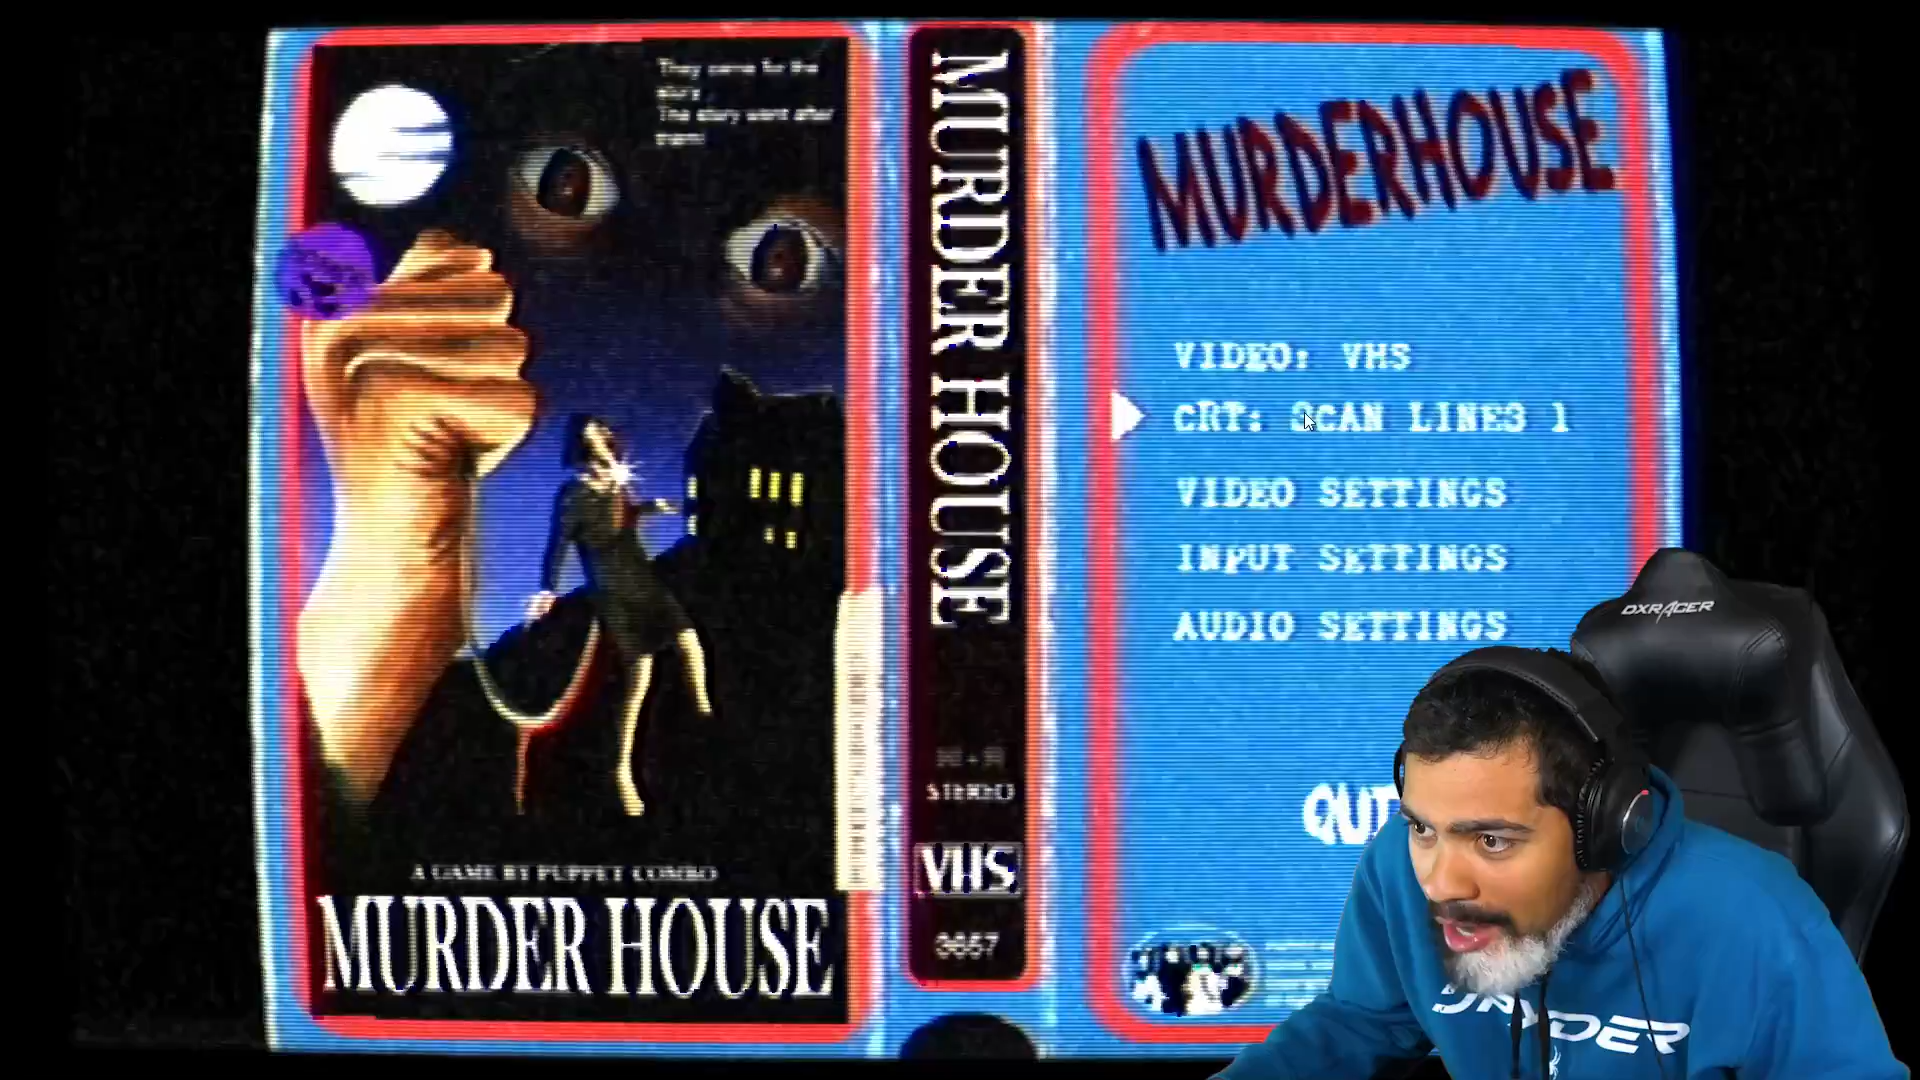 They came for the
story.
The story went after
them!
A GAME BY PUPPET COMBO
MURDER HOUSE
MURDER HOUSE
STEREO
VHS
3657
MURDERHOUSE
VIDEO: VHS
CRT: SCAN LINES 1
VIDEO SETTINGS
INPUT SETTINGS
AUDIO SETTINGS
DXRACER